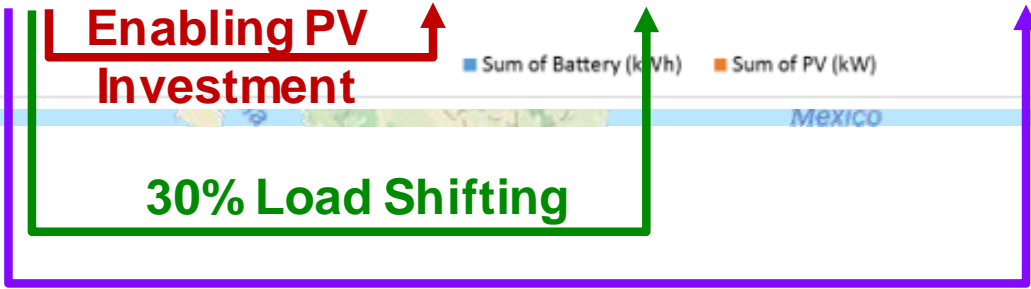 Enabling PV
Investment
Sum of Battery (kWh) Sum of PV (kW)
Mexico
30% Load Shifting